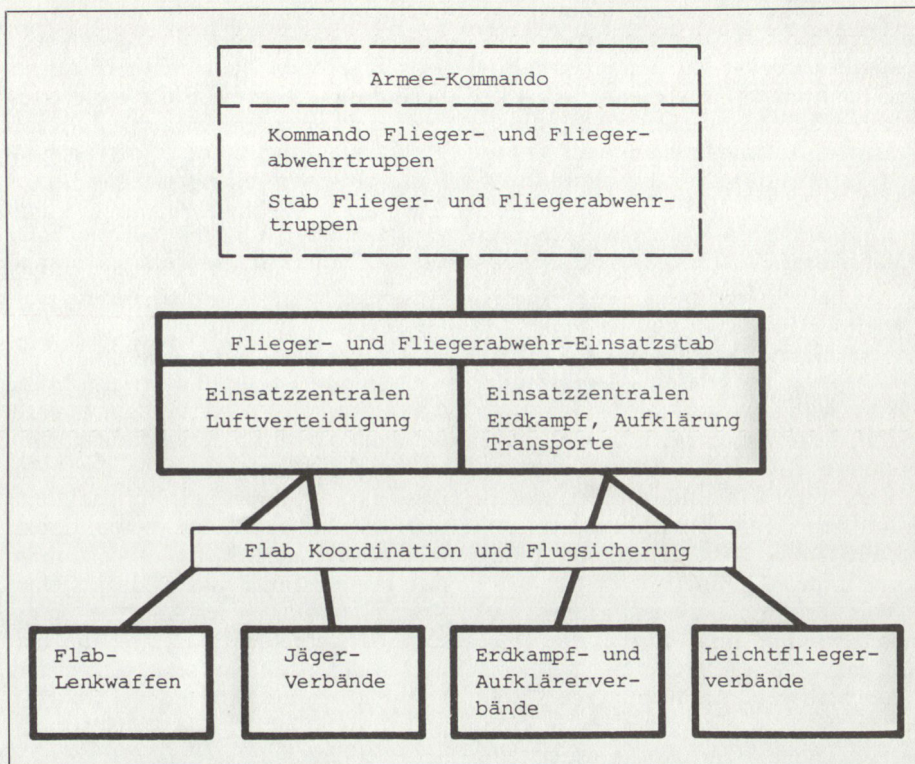 Armee-Kommando
Kommando Flieger- und Flieger-
abwehrtruppen
Stab Flieger- und Fliegerabwehr-
truppen
Flieger- und Fliegerabwehr-Einsatzstab
Einsatzzentralen
Luftverteidigung
Einsatzzentralen
Erdkampf, Aufklärung
Transporte
Flab Koordination und Flugsicherung
Flab-
Lenkwaffen
Jäger
Verbände
Erdkampf- und
Aufklärerver-
bände
Leichtflieger-
verbände